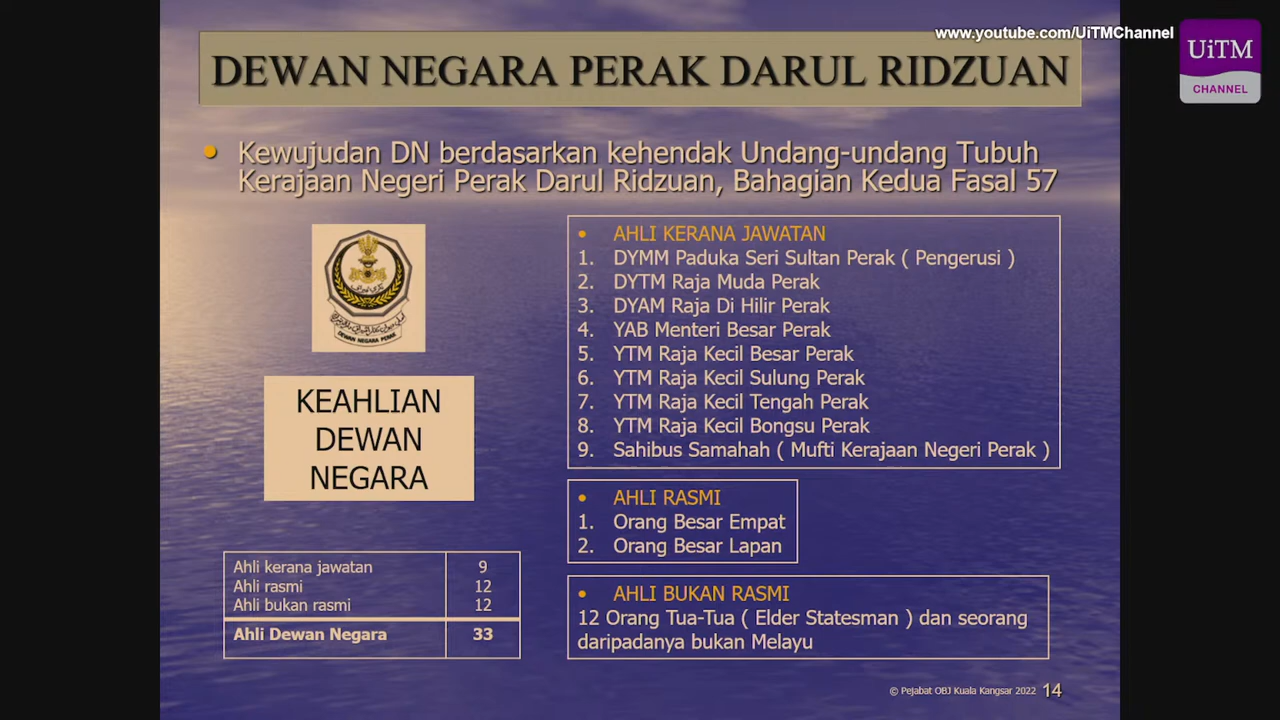 www.youtube.com/UiTMChannel
UiTM
CHANNEL
DEWAN NEGARA PERAK DARUL RIDZUAN
• Kewujudan DN berdasarkan kehendak Undang-undang Tubuh
Kerajaan Negeri Perak Darul Ridzuan, Bahagian Kedua Fasal 57
DEWAN NEGARA PERAK
KEAHLIAN
DEWAN
NEGARA
Ahli kerana jawatan 9
Ahli rasmi 12
Ahli bukan rasmi 12
Ahli Dewan Negara 33
• AHLI KERANA JAWATAN
1. DYMM Paduka Seri Sultan Perak ( Pengerusi )
2. DYTM Raja Muda Perak
3. DYAM Raja Di Hilir Perak
4. YAB Menteri Besar Perak
5. YTM Raja Kecil Besar Perak
6. YTM Raja Kecil Sulung Perak
7. YTM Raja Kecil Tengah Perak
8. YTM Raja Kecil Bongsu Perak
9. Sahibus Samahah ( Mufti Kerajaan Negeri Perak )
• AHLI RASMI
1. Orang Besar Empat
2. Orang Besar Lapan
• AHLI BUKAN RASMI
12 Orang Tua-Tua ( Elder Statesman ) dan seorang
daripadanya bukan Melayu
© Pejabat OBJ Kuala Kangsar 2022 14